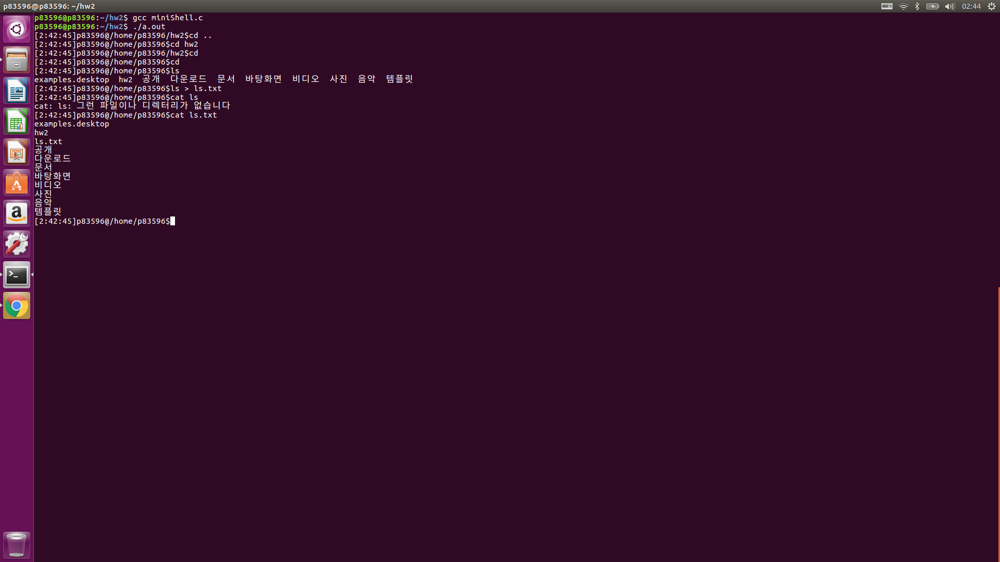 p83596@p83596: ~/hw2
02:44
p83596@p83596:~/hw2$ gcc miniShell.c
p83596@p83596:~/hw2$ ./a.out
[2:42:45]p83596@/home/p83596/hw2$cd ..
[2:42:45]p83596@/home/p83596$cd hw2
[2:42:45]p83596@/home/p83596/hw2$cd
[2:42:45]p83596@/home/p83596$cd
[2:42:45]p83596@/home/p83596$ls
examples.desktop  hw2  공개  다운로드  문서  바탕화면  비디오  사진  음악  템플릿
[2:42:45]p83596@/home/p83596$ls > ls.txt
[2:42:45]p83596@/home/p83596$cat ls
cat: ls: 그런 파일이나 디렉터리가 없습니다
[2:42:45]p83596@/home/p83596$cat ls.txt
examples.desktop
hw2
ls.txt
공개
다운로드
문서
바탕화면
비디오
사진
음악
템플릿
[2:42:45]p83596@/home/p83596$